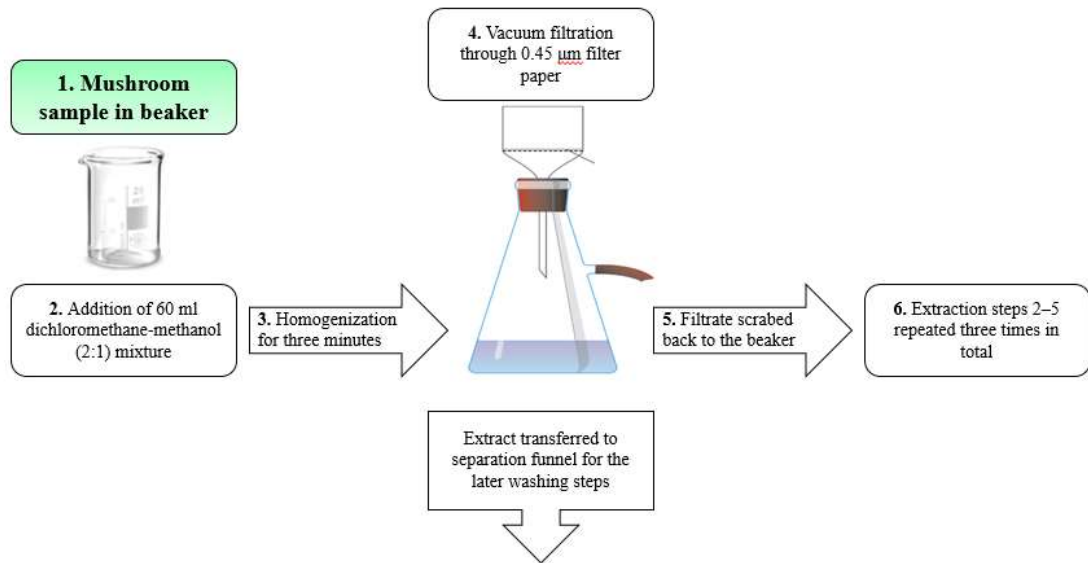 1. Mushroom
sample in beaker
2. Addition of 60 ml
dichloromethane-methanol
(2:1) mixture
3. Homogenization
for three minutes
4. Vacuum filtration
through 0.45 µm filter
paper
5. Filtrate scrabed
back to the beaker
6. Extraction steps 2–5
repeated three times in
total
Extract transferred to
separation funnel for the
later washing steps